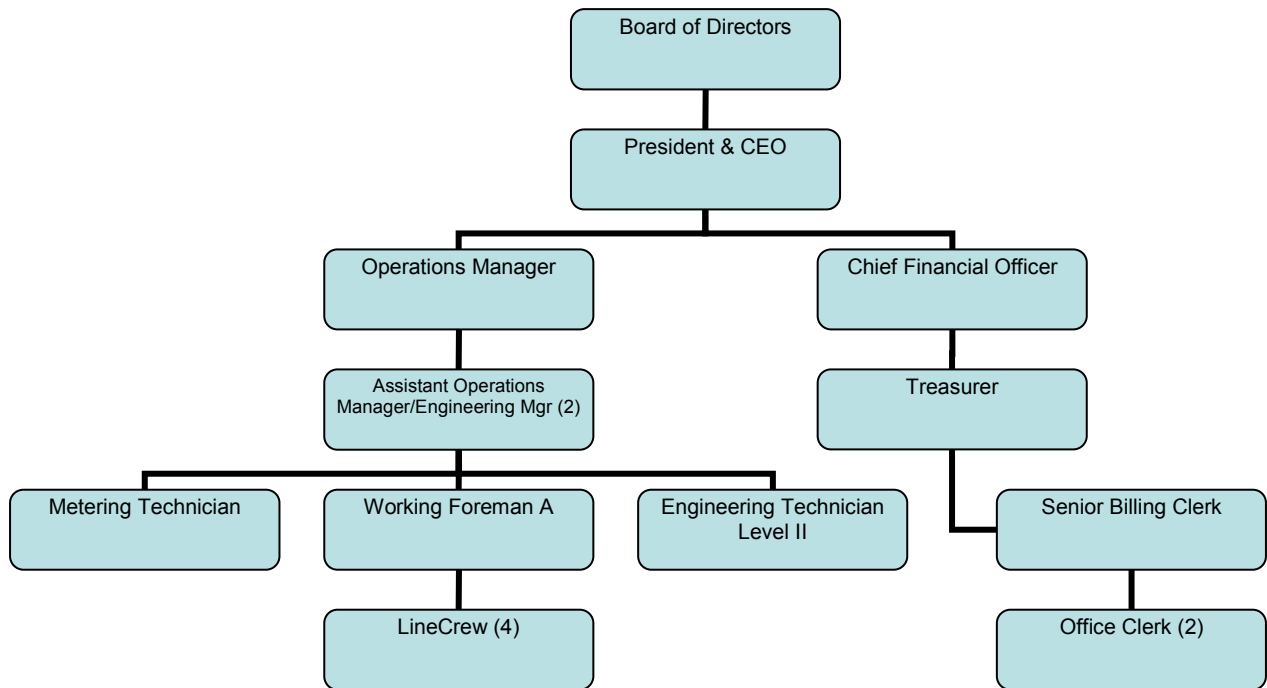 Board of Directors
President & CEO
Operations Manager
Chief Financial Officer
Assistant Operations
Manager/Engineering Mgr (2)
Treasurer
Metering Technician
Working Foreman A
Engineering Technician
Level II
Senior Billing Clerk
LineCrew (4)
Office Clerk (2)